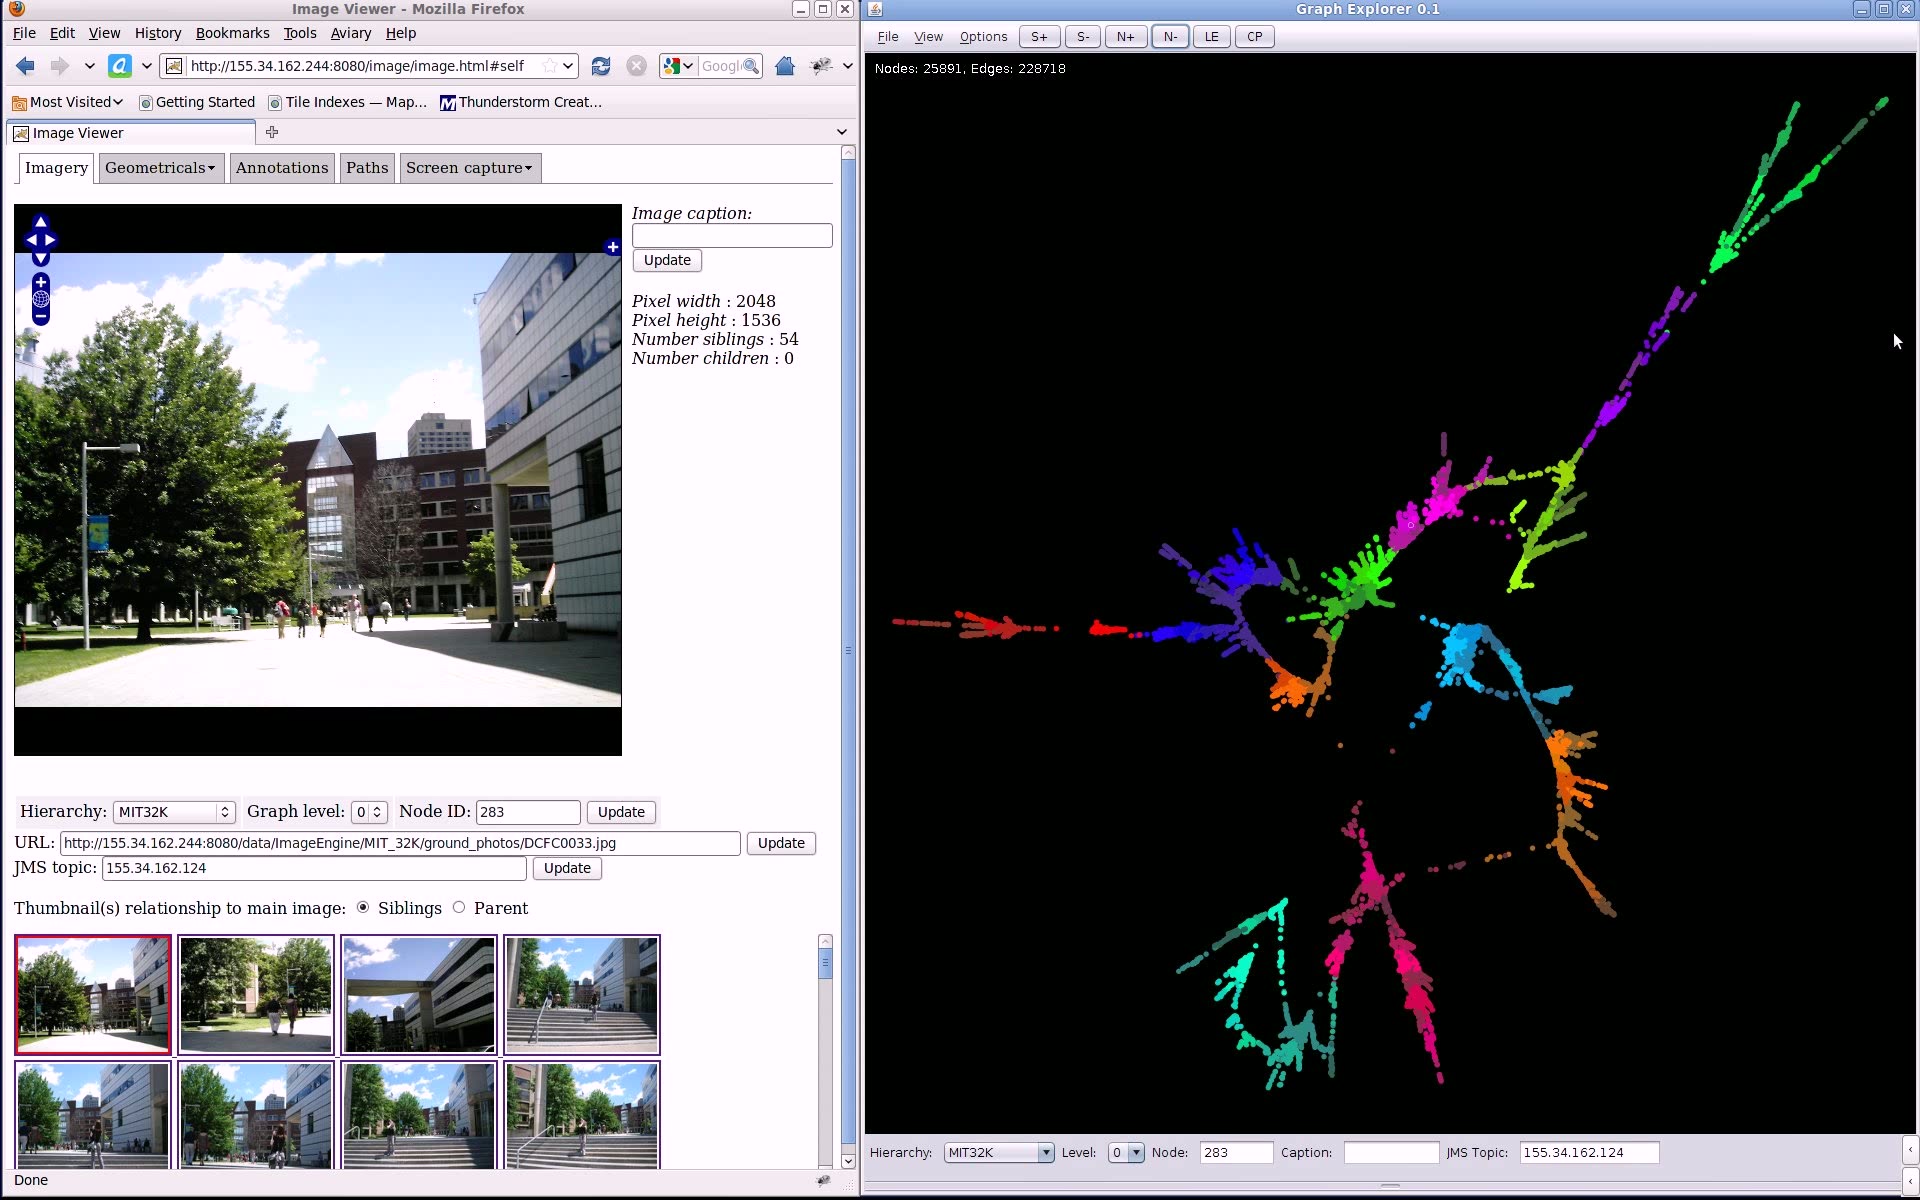 Image Viewer - Mozilla Firefox
File Edit View History Bookmarks Tools Aviary Help
http://155.34.162.244:8080/image/image.html#self
Googl
Most Visited Getting Started Tile Indexes — Map... Thunderstorm Creat...
Image Viewer
Imagery Geometricals Annotations Paths Screen capture
Image caption:
Update
Pixel width : 2048
Pixel height : 1536
Number siblings : 54
Number children : 0
Hierarchy: MIT32K Graph level: 0 Node ID: 283 Update
URL: http://155.34.162.244:8080/data/ImageEngine/MIT_32K/ground_photos/DCFC0033.jpg Update
JMS topic: 155.34.162.124 Update
Thumbnail(s) relationship to main image: Siblings Parent
Done
Graph Explorer 0.1
File View Options S+ S- N+ N- LE CP
Nodes: 25891, Edges: 228718
Hierarchy: MIT32K Level: 0 Node: 283 Caption: JMS Topic: 155.34.162.124